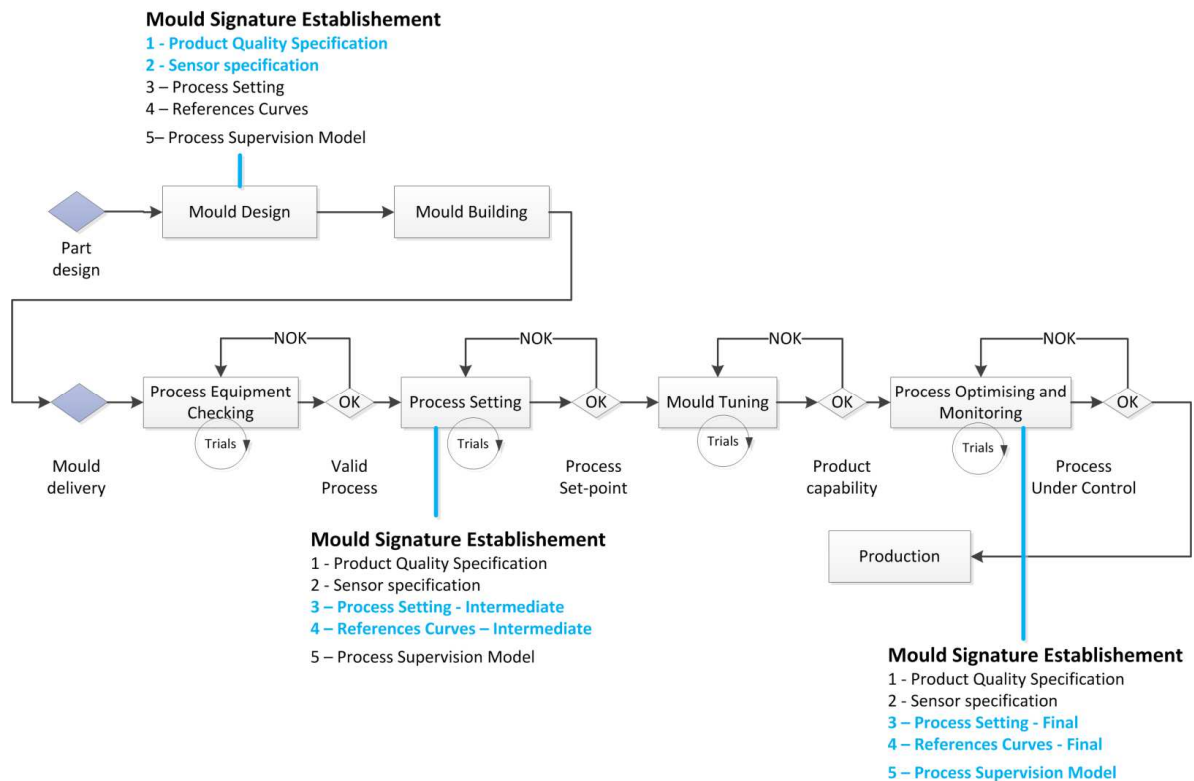 Mould Signature Establishement
1 - Product Quality Specification
2 - Sensor specification
3 – Process Setting
4 – References Curves
5– Process Supervision Model
Mould Design
Mould Building
Part
design
NOK
NOK
NOK
NOK
Process Equipment
Checking
OK
Process Setting
OK
Mould Tuning
OK
Process Optimising and
Monitoring
OK
Trials
Trials
Trials
Trials
Mould
delivery
Valid
Process
Process
Set-point
Product
capability
Process
Under Control
Mould Signature Establishement
1 - Product Quality Specification
2 - Sensor specification
3 – Process Setting - Intermediate
4 – References Curves – Intermediate
5 – Process Supervision Model
Production
Mould Signature Establishement
1 - Product Quality Specification
2 - Sensor specification
3 – Process Setting - Final
4 – References Curves - Final
5 – Process Supervision Model